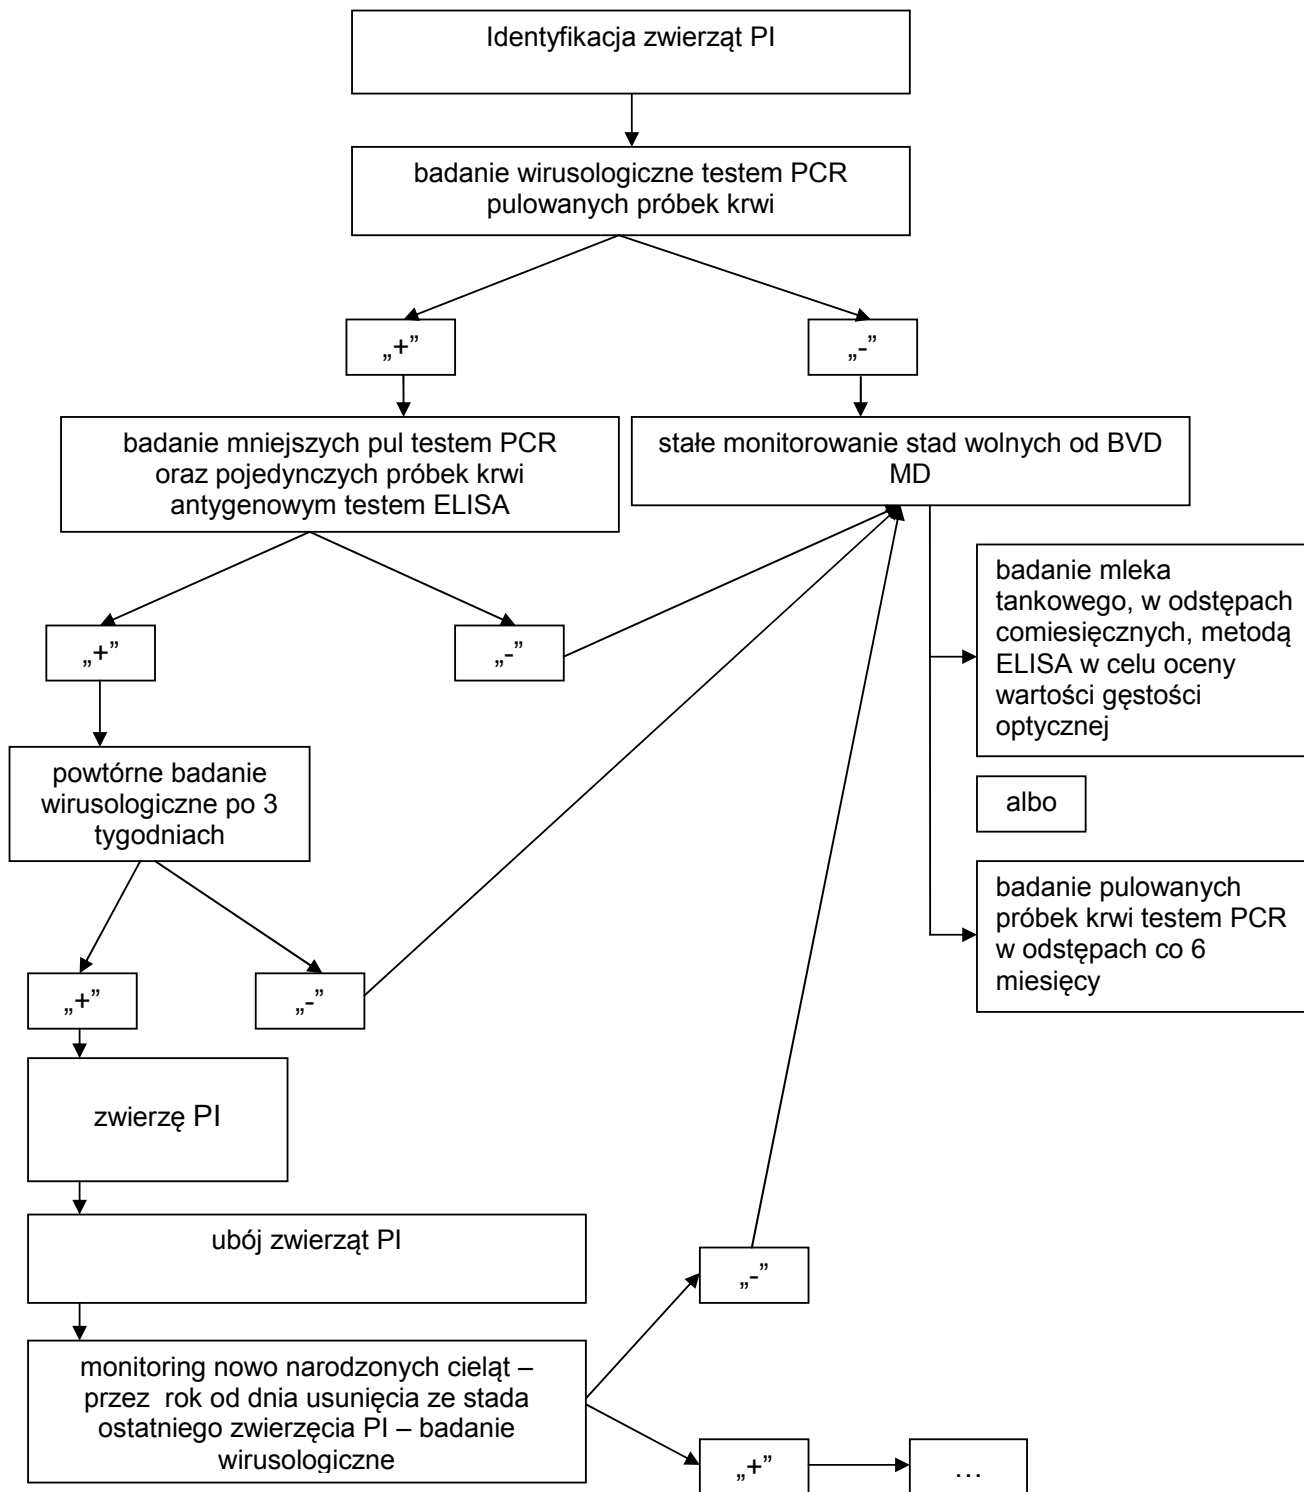 Identyfikacja zwierząt PI
badanie wirusologiczne testem PCR
pulowanych próbek krwi
„+”
„-”
badanie mniejszych pul testem PCR
oraz pojedynczych próbek krwi
antygenowym testem ELISA
stałe monitorowanie stad wolnych od BVD
MD
„+”
„-”
badanie mleka
tankowego, w odstępach
comiesięcznych, metodą
ELISA w celu oceny
wartości gęstości
optycznej
powtórne badanie
wirusologiczne po 3
tygodniach
albo
badanie pulowanych
próbek krwi testem PCR
w odstępach co 6
miesięcy
„+”
„-”
zwierzę PI
ubój zwierząt PI
„-”
monitoring nowo narodzonych cieląt –
przez  rok od dnia usunięcia ze stada
ostatniego zwierzęcia PI – badanie
wirusologiczne
„+”
…